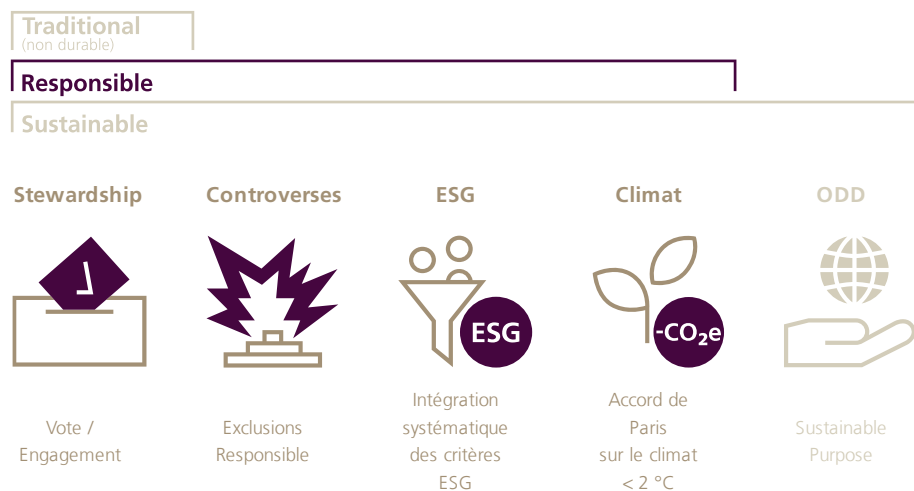 Traditional
(non durable)
Responsible
Sustainable
Stewardship
Controverses
ESG
Climat
ODD
ESG
-CO₂e
Vote /
Engagement
Exclusions
Responsible
Intégration
systématique
des critères
ESG
Accord de
Paris
sur le climat
< 2 °C
Sustainable
Purpose